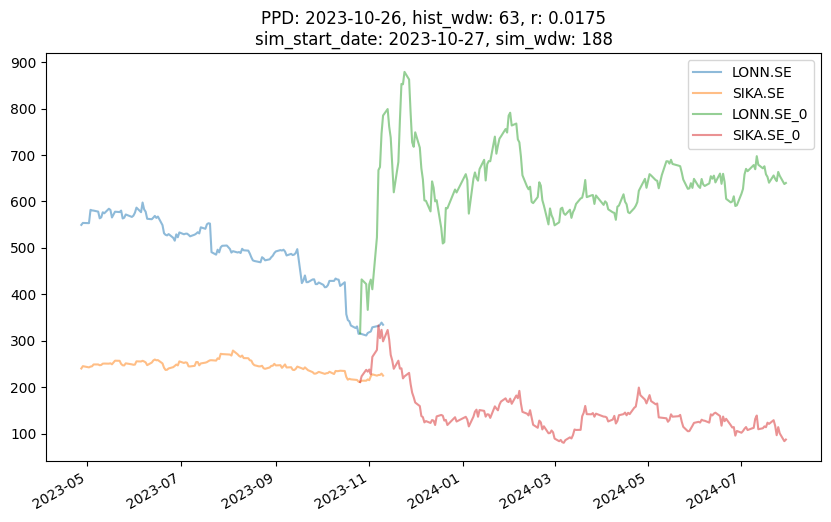 PPD: 2023-10-26, hist_wdw: 63, r: 0.0175
sim_start_date: 2023-10-27, sim_wdw: 188
900
800
700
600
500
400
300
200
100
LONN.SE
SIKA.SE
LONN.SE_0
SIKA.SE_0
2023-05
2023-07
2023-09
2023-11
2024-01
2024-03
2024-05
2024-07